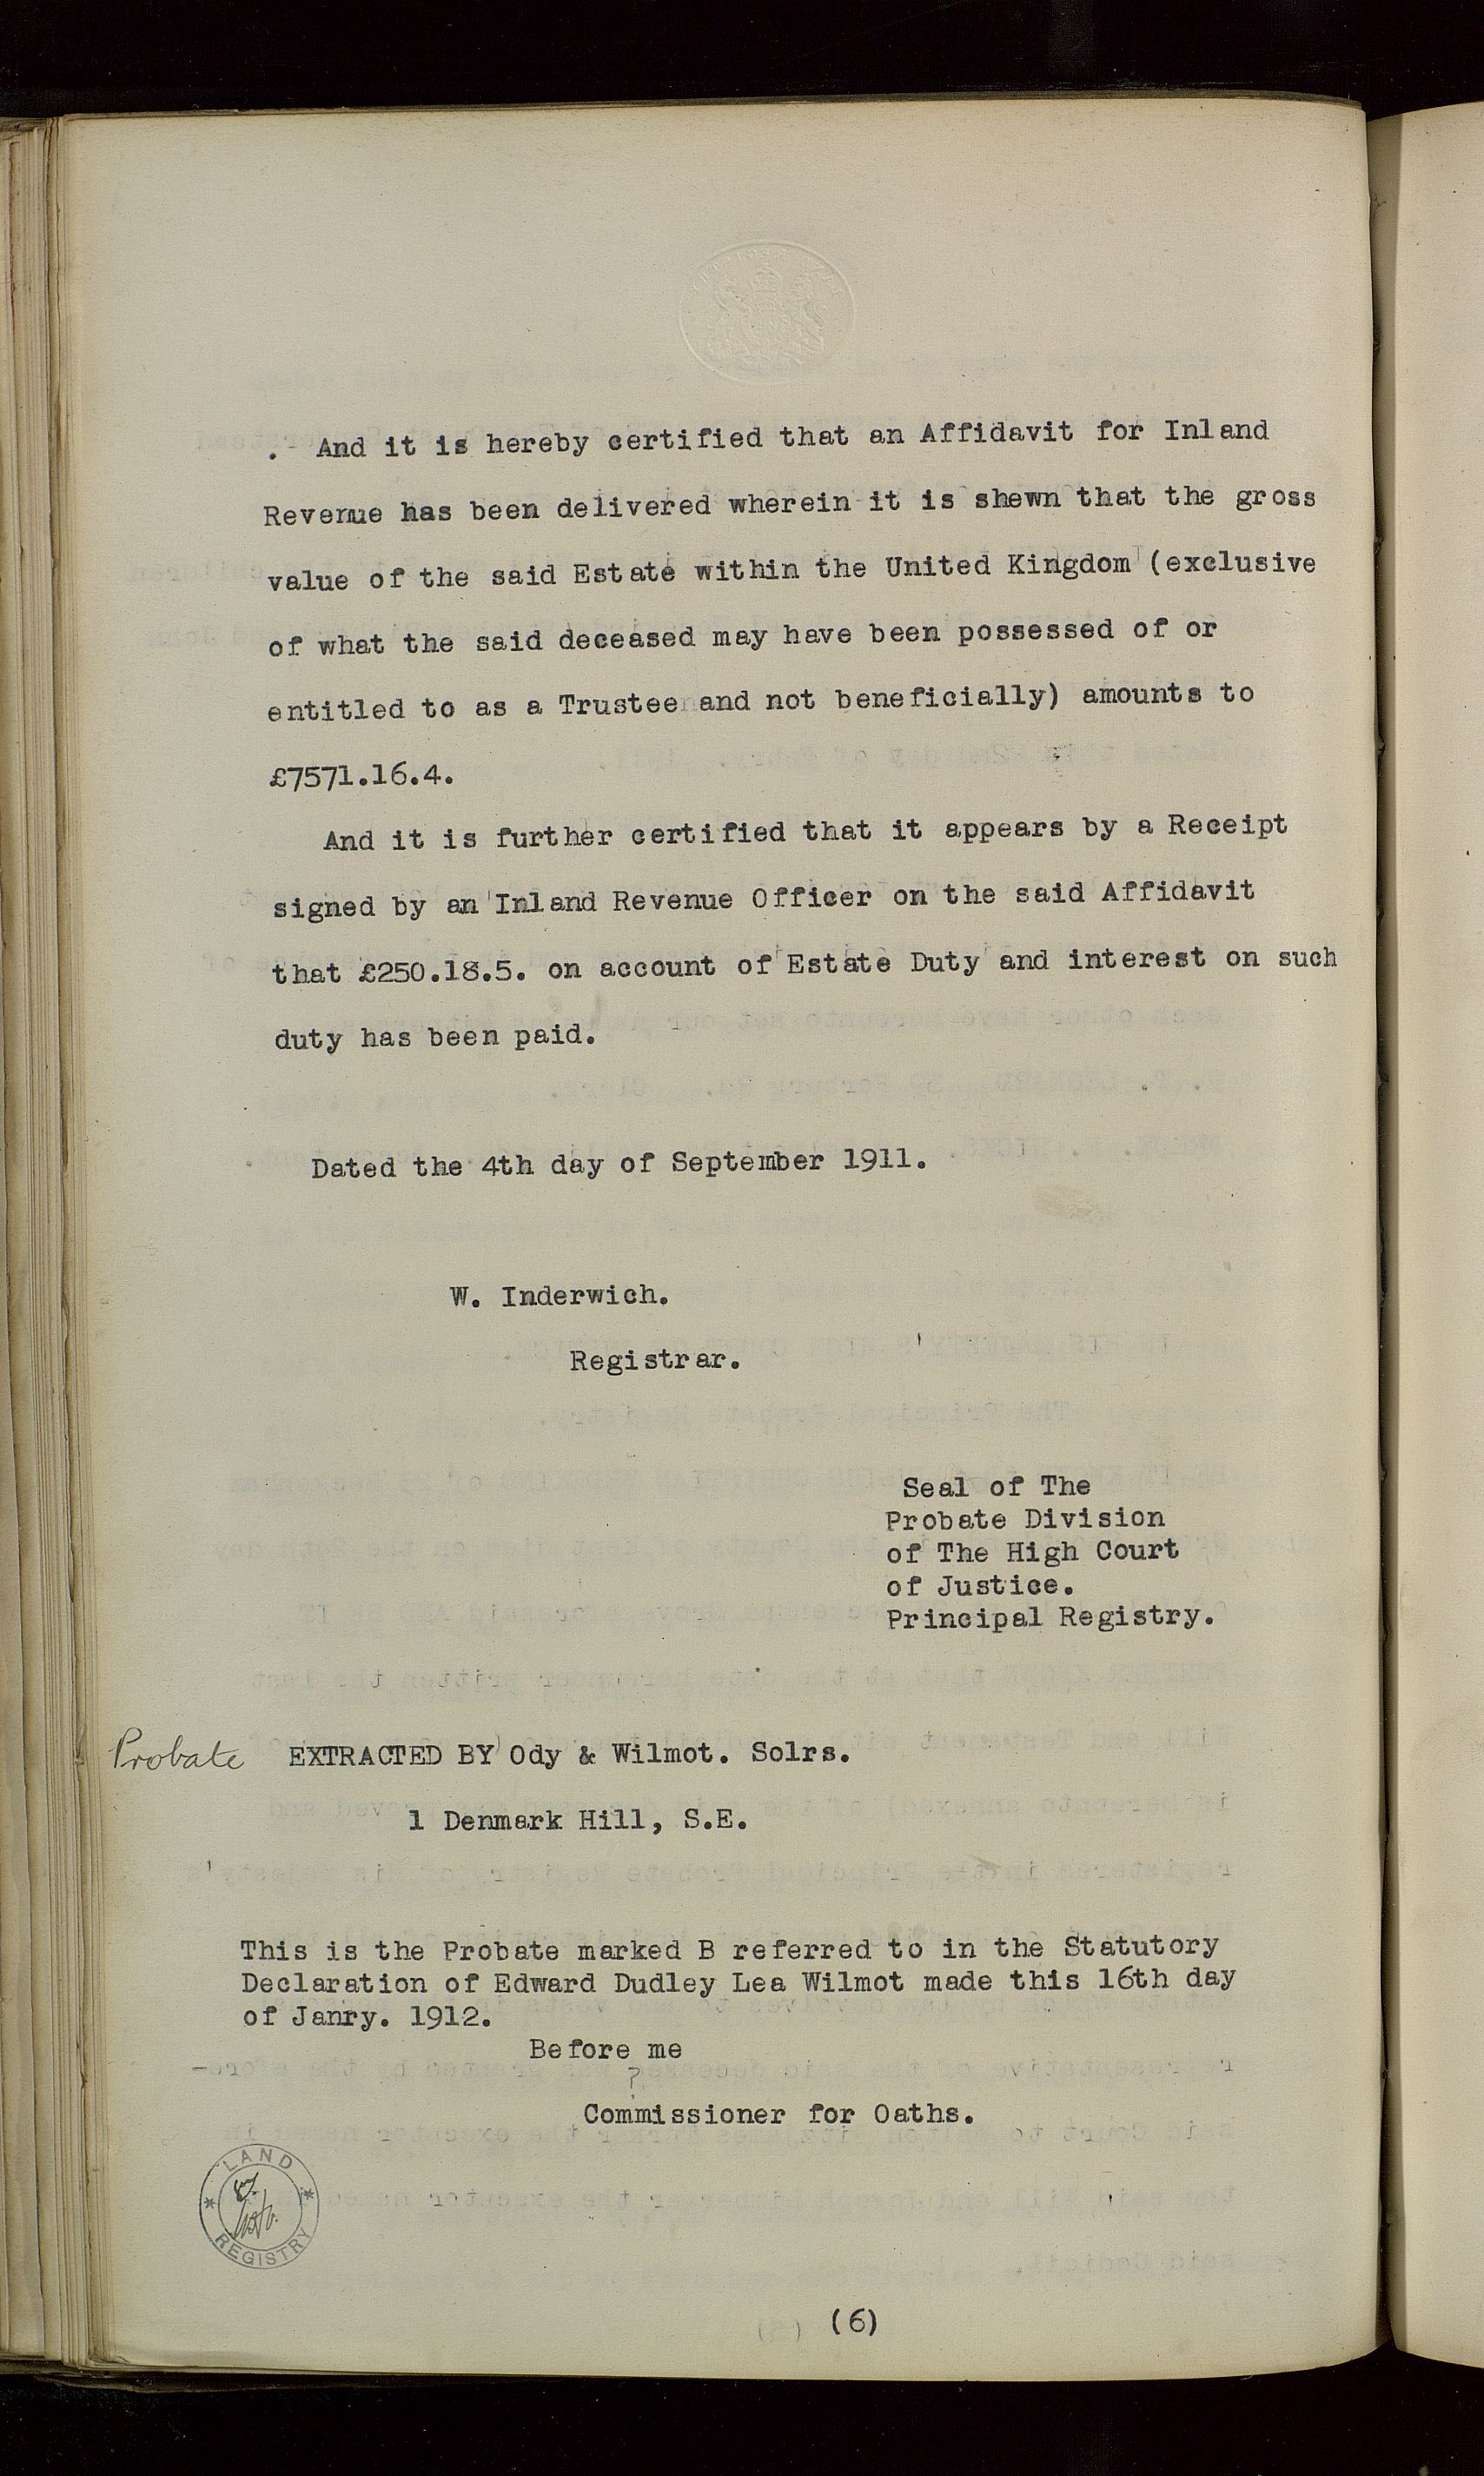 . And it is hereby certified that an Affidavit for Inland
Revenue has been delivered wherein it is shewn that the gross
value of the said Estate within the United Kingdom (exclusive
of what the said deceased may have been possessed of or
entitled to as a Trustee and not beneficially) amounts to
£7571.16.4.
And it is further certified that it appears by a Receipt
signed by an Inland Revenue Officer on the said Affidavit
that £250.18.5. on account of Estate Duty and interest on such
duty has been paid.
Dated the 4th day of September 1911.
W. Inderwich.
Registrar.
Seal of The
Probate Division
of The High Court
of Justice.
Principal Registry.
Probate EXTRACTED BY Ody & Wilmot. Solrs.
1 Denmark Hill, S.E.
This is the Probate marked B referred to in the Statutory
Declaration of Edward Dudley Lea Wilmot made this 16th day
of Janry. 1912.
Before me
?
Commissioner for Oaths.
LAND
REGISTRY
(6)